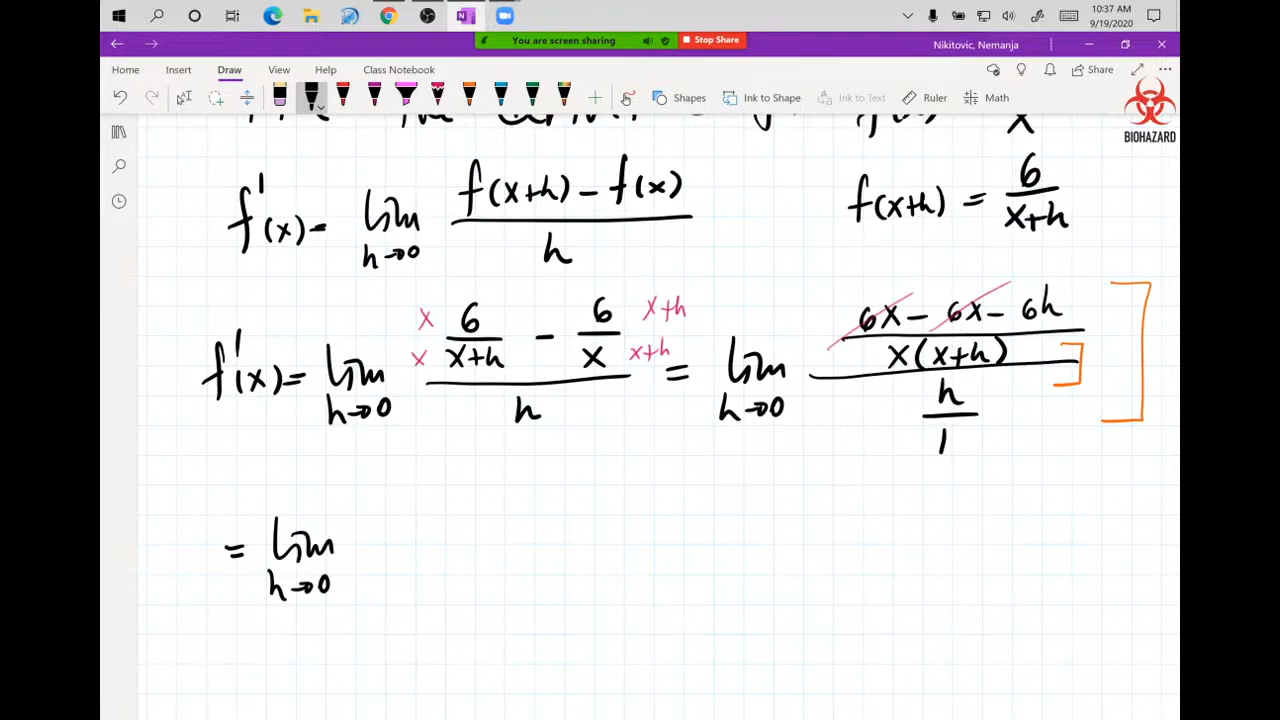 10:37 AM
9/19/2020
You are screen sharing Stop Share
Nikitovic, Nemanja
Home Insert Draw View Help Class Notebook Share
Shapes Ink to Shape Ink to Text Ruler Math
BIOHAZARD
x
f'(x) = lim h→0 f(x+h) - f(x) / h
f(x+h) = 6 / x+h
f'(x) = lim h→0 x 6 / x x+h - 6 x+h / x x+h / h = lim h→0 6x - 6x - 6h / x(x+h) / h / 1
= lim h→0